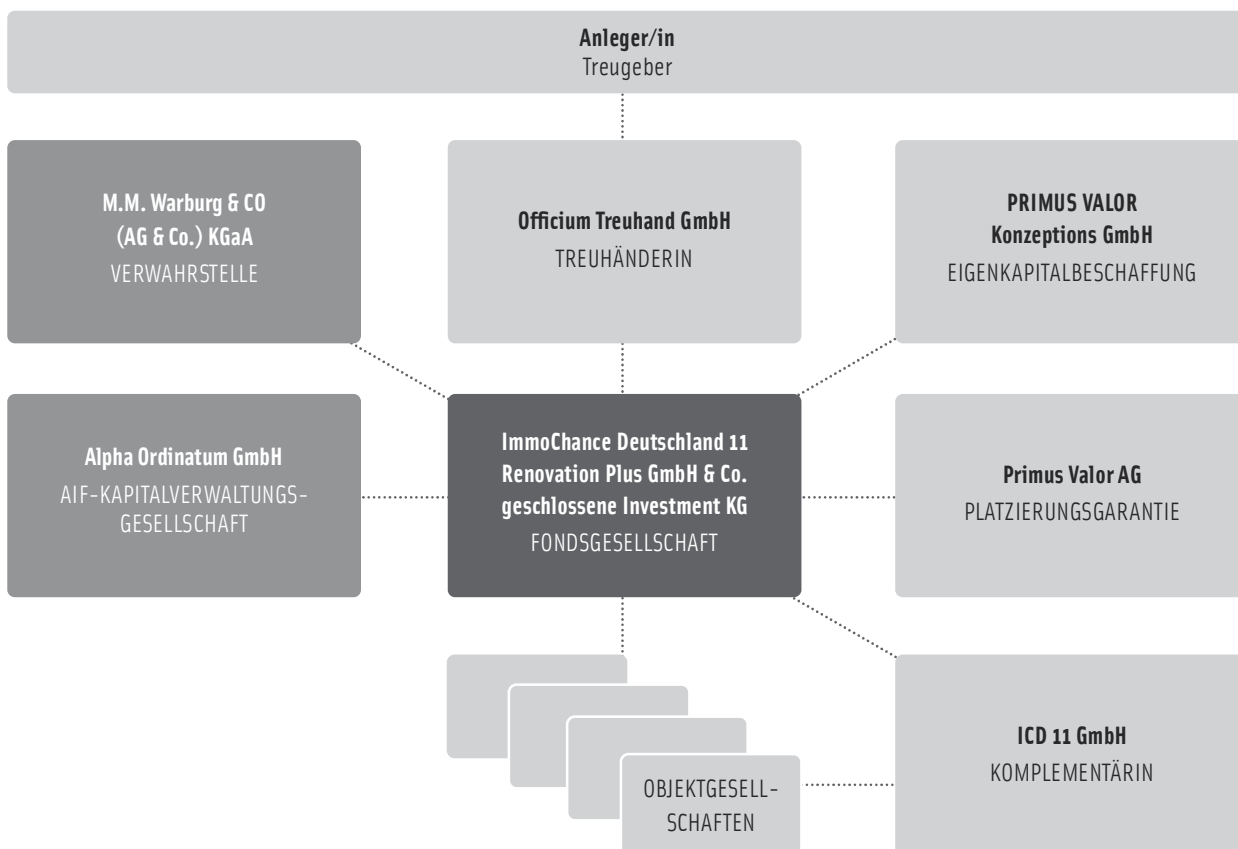 Anleger/in
Treugeber
M.M. Warburg & CO
(AG & Co.) KGaA
VERWAHRSTELLE
Officium Treuhand GmbH
TREUHÄNDERIN
PRIMUS VALOR
Konzeptions GmbH
EIGENKAPITALBESCHAFFUNG
Alpha Ordinatum GmbH
AIF-KAPITALVERWALTUNGS-
GESELLSCHAFT
ImmoChance Deutschland 11
Renovation Plus GmbH & Co.
geschlossene Investment KG
FONDSGESELLSCHAFT
Primus Valor AG
PLATZIERUNGSGARANTIE
OBJEKTGESELL-
SCHAFTEN
ICD 11 GmbH
KOMPLEMENTÄRIN